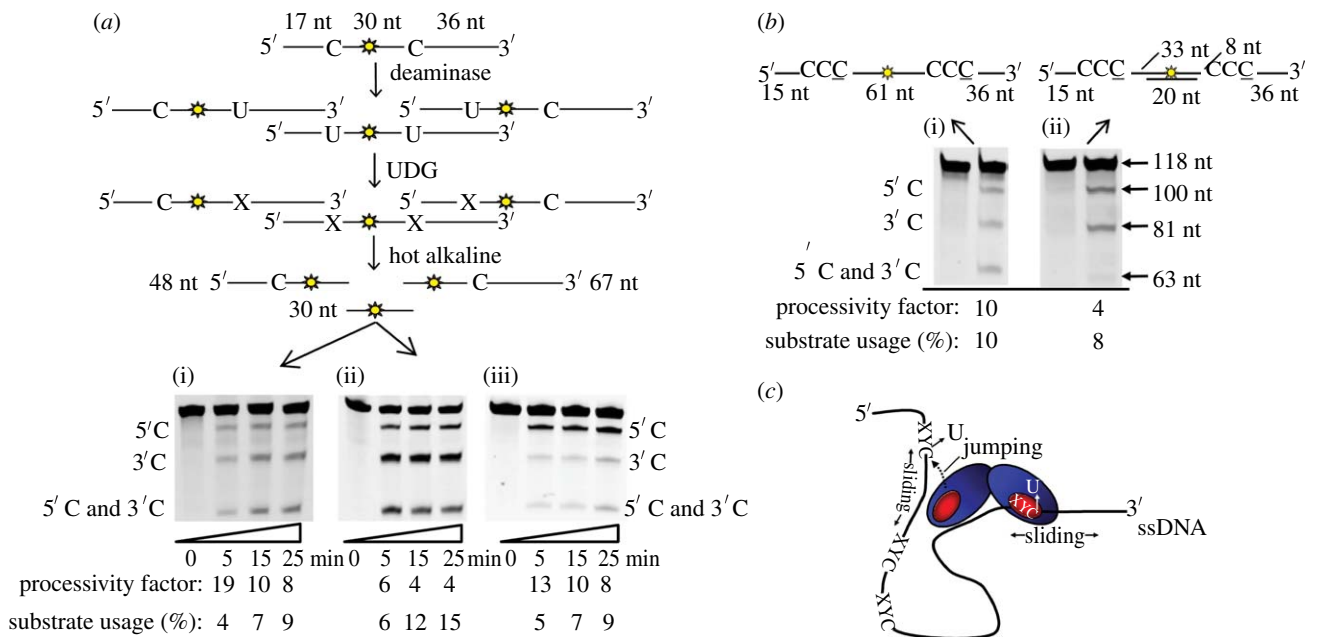 (a)
17 nt 30 nt 36 nt
5′ C C 3′
deaminase
5′ C U 3′ 5′ U C 3′
5′ U U 3′
UDG
5′ C X 3′ 5′ X C 3′
5′ X X 3′
hot alkaline
48 nt 5′ C C 3′ 67 nt
30 nt
(i) (ii) (iii)
5′C 5′C
3′C 3′C
5′ C and 3′C 5′ C and 3′C
0 5 15 25 min 0 5 15 25 min 0 5 15 25 min
processivity factor: 19 10 8 6 4 4 13 10 8
substrate usage (%): 4 7 9 6 12 15 5 7 9
(b)
33 nt 8 nt
5′ CCC CCC 3′ 5′ CCC CCC 3′
15 nt 61 nt 36 nt 15 nt 20 nt 36 nt
(i) (ii)
118 nt
5′ C 100 nt
3′ C 81 nt
5′ C and 3′ C 63 nt
processivity factor: 10 4
substrate usage (%): 10 8
(c)
5′
XYC U
jumping
sliding
U
XYC 3′
ssDNA
sliding
XYC
XYC